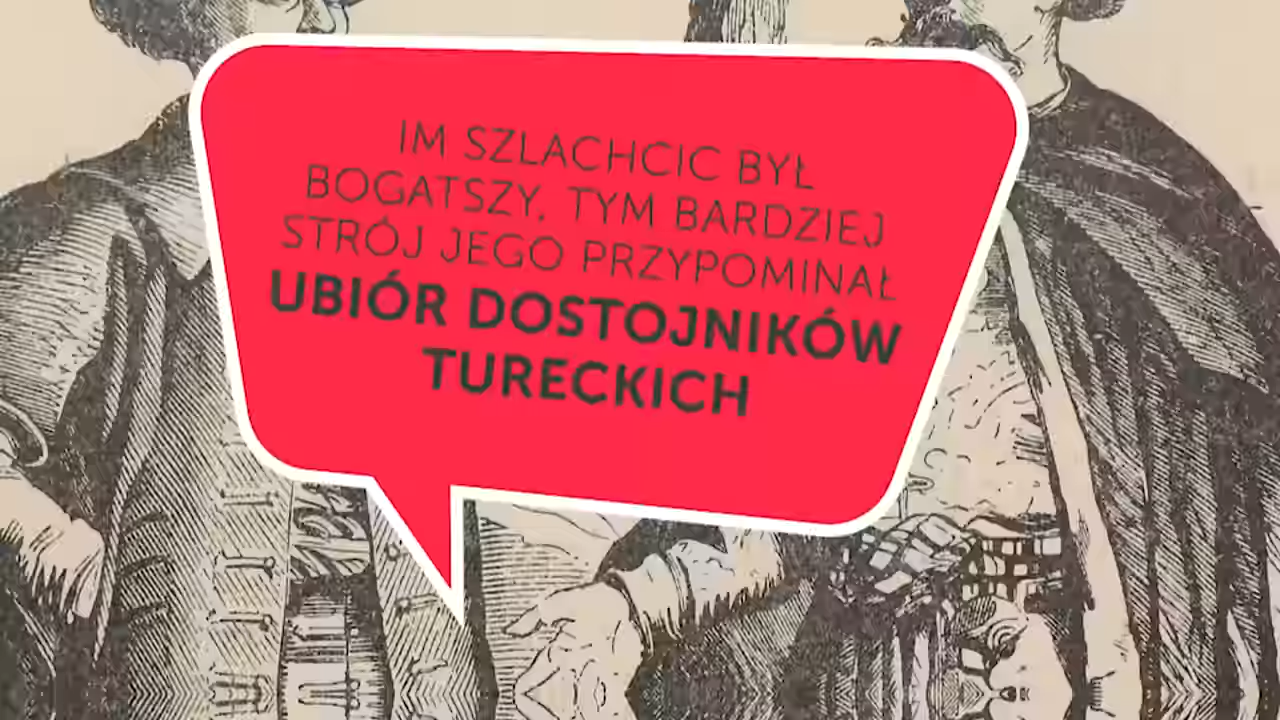 IM SZLACHCIC BYŁ
BOGATSZY, TYM BARDZIEJ
STRÓJ JEGO PRZYPOMINAŁ
UBIÓR DOSTOJNIKÓW
TURECKICH